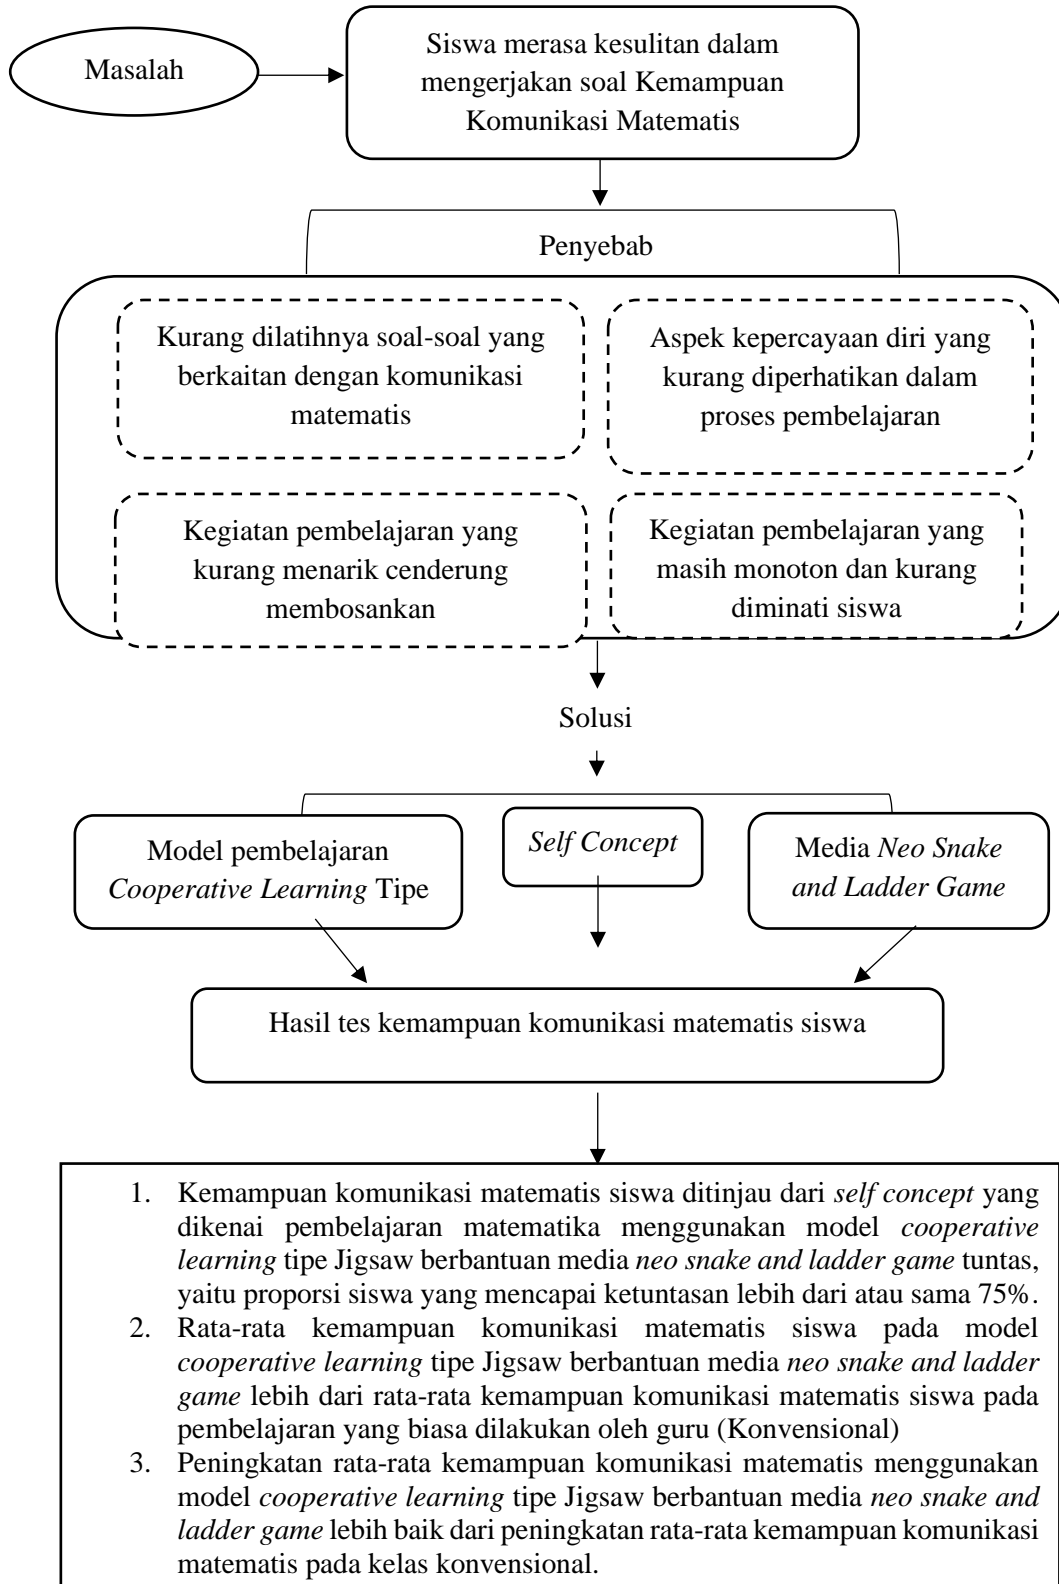 Masalah
Siswa merasa kesulitan dalam
mengerjakan soal Kemampuan
Komunikasi Matematis
Penyebab
Kurang dilatihnya soal-soal yang
berkaitan dengan komunikasi
matematis
Aspek kepercayaan diri yang
kurang diperhatikan dalam
proses pembelajaran
Kegiatan pembelajaran yang
kurang menarik cenderung
membosankan
Kegiatan pembelajaran yang
masih monoton dan kurang
diminati siswa
Solusi
Model pembelajaran
Cooperative Learning Tipe
Self Concept
Media Neo Snake
and Ladder Game
Hasil tes kemampuan komunikasi matematis siswa
1. Kemampuan komunikasi matematis siswa ditinjau dari self concept yang
dikenai pembelajaran matematika menggunakan model cooperative
learning tipe Jigsaw berbantuan media neo snake and ladder game tuntas,
yaitu proporsi siswa yang mencapai ketuntasan lebih dari atau sama 75%.
2. Rata-rata kemampuan komunikasi matematis siswa pada model
cooperative learning tipe Jigsaw berbantuan media neo snake and ladder
game lebih dari rata-rata kemampuan komunikasi matematis siswa pada
pembelajaran yang biasa dilakukan oleh guru (Konvensional)
3. Peningkatan rata-rata kemampuan komunikasi matematis menggunakan
model cooperative learning tipe Jigsaw berbantuan media neo snake and
ladder game lebih baik dari peningkatan rata-rata kemampuan komunikasi
matematis pada kelas konvensional.